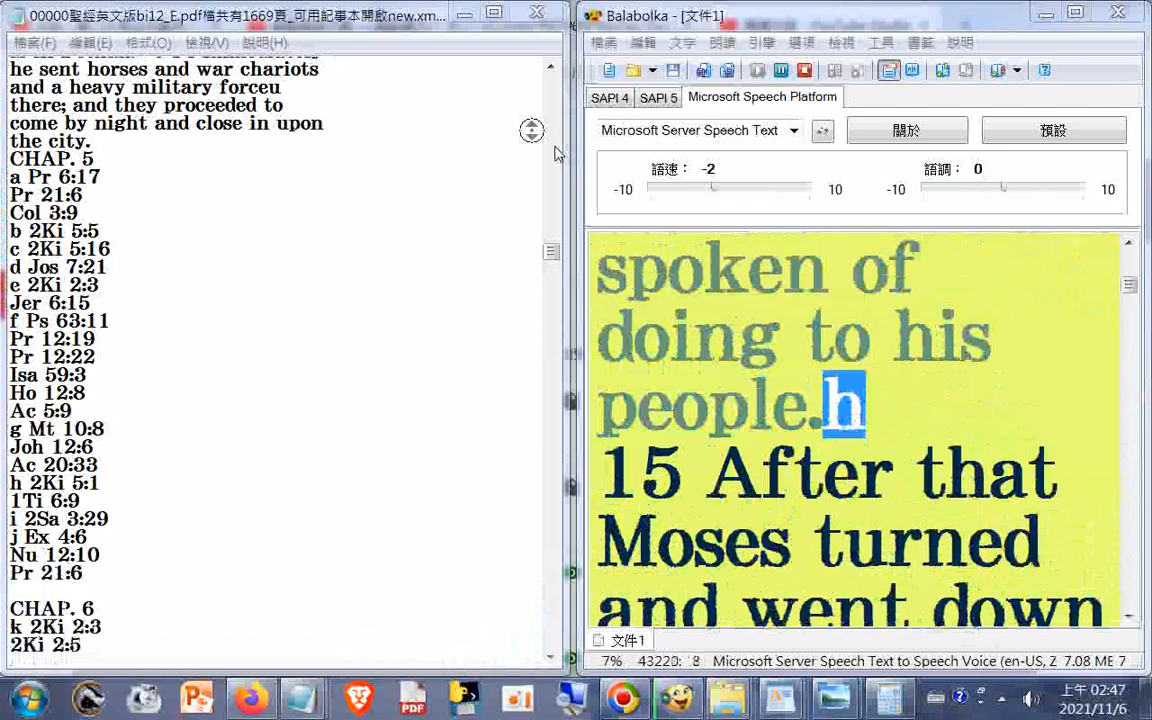 00000聖經英文版bi12_E.pdf檔共有1669頁_可用記事本開啟new.xm...
檔案(F) 編輯(E) 格式(O) 檢視(V) 說明(H)
he sent horses and war chariots
and a heavy military forceu
there; and they proceeded to
come by night and close in upon
the city.
CHAP. 5
a Pr 6:17
Pr 21:6
Col 3:9
b 2Ki 5:5
c 2Ki 5:16
d Jos 7:21
e 2Ki 2:3
Jer 6:15
f Ps 63:11
Pr 12:19
Pr 12:22
Isa 59:3
Ho 12:8
Ac 5:9
g Mt 10:8
Joh 12:6
Ac 20:33
h 2Ki 5:1
1Ti 6:9
i 2Sa 3:29
j Ex 4:6
Nu 12:10
Pr 21:6
CHAP. 6
k 2Ki 2:3
2Ki 2:5
Balabolka - [文件1]
檔案 編輯 文字 朗讀 引擎 選項 檢視 工具 書籤 說明
SAPI 4 SAPI 5 Microsoft Speech Platform
Microsoft Server Speech Text 關於 預設
語速： -2 語調： 0
-10 10 -10 10
spoken of
doing to his
people.h
15 After that
Moses turned
and went down
文件1
7% Microsoft Server Speech Text to Speech Voice (en-US, Z 7.08 ME 7
PDF
上午 02:47
2021/11/6